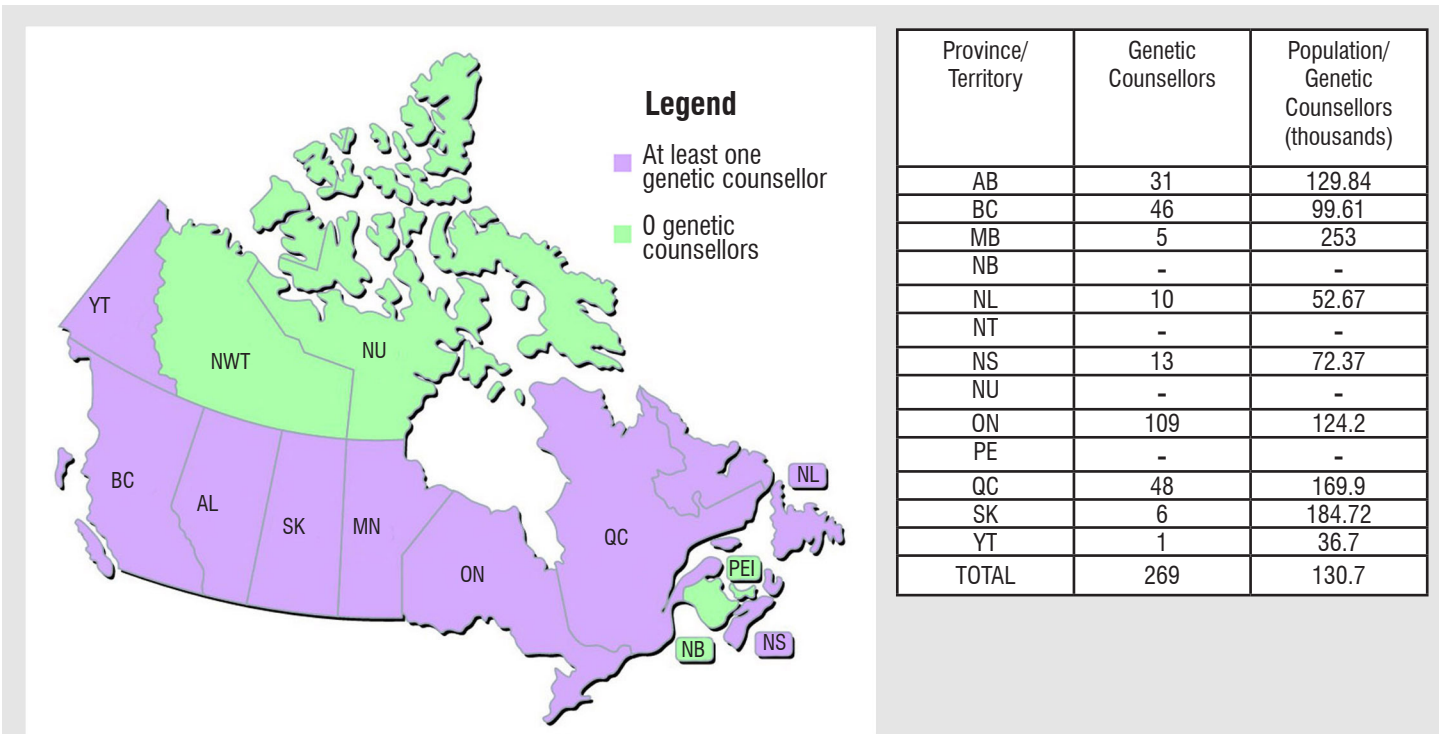 Legend
At least one
genetic counsellor
0 genetic
counsellors
YT
NWT
NU
BC
AL
SK
MN
ON
QC
NL
PEI
NB
NS
Province/
Territory
Genetic
Counsellors
Population/
Genetic
Counsellors
(thousands)
AB 31 129.84
BC 46 99.61
MB 5 253
NB - -
NL 10 52.67
NT - -
NS 13 72.37
NU - -
ON 109 124.2
PE - -
QC 48 169.9
SK 6 184.72
YT 1 36.7
TOTAL 269 130.7